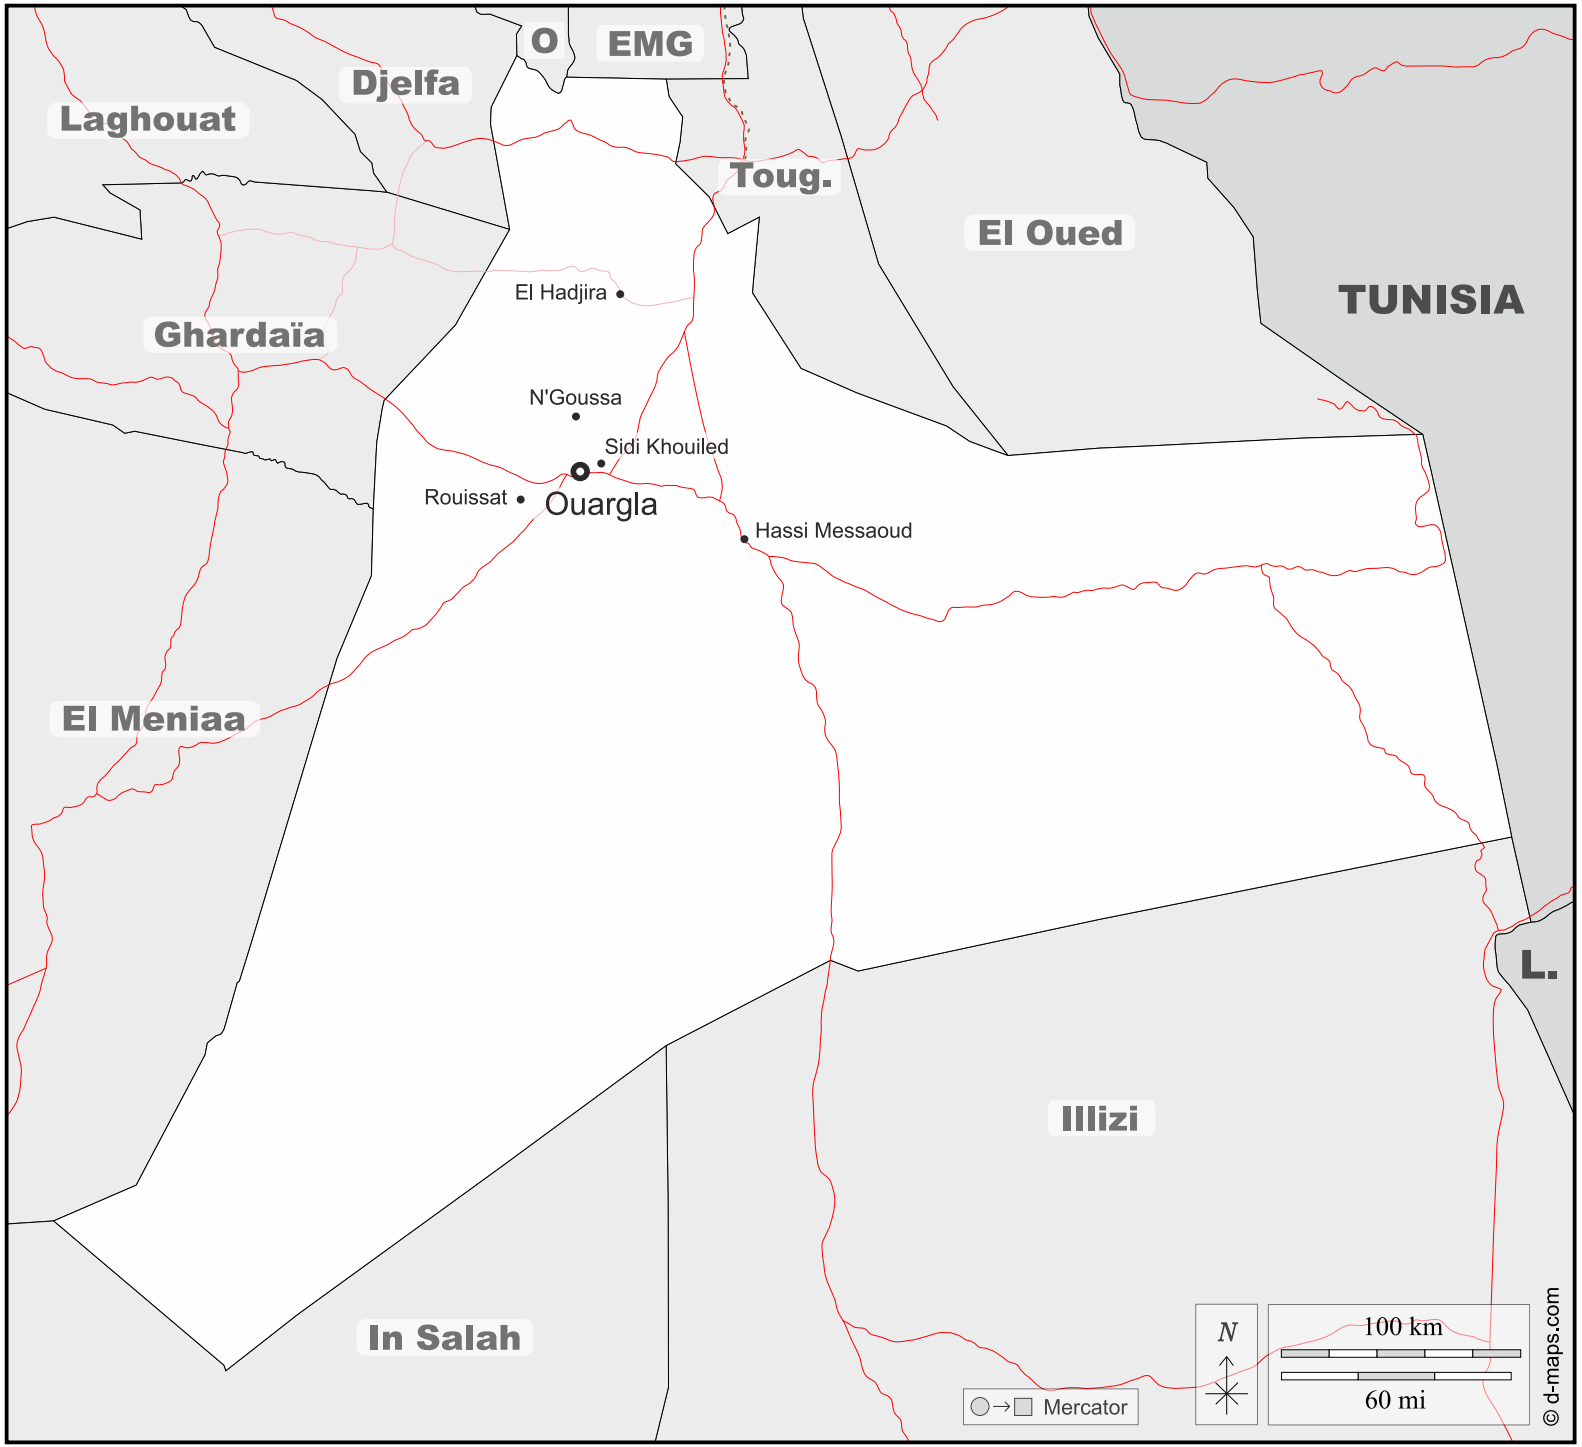 O
EMG
Djelfa
Laghouat
Toug.
El Oued
TUNISIA
El Hadjira
Ghardaïa
N'Goussa
Sidi Khouiled
Rouissat
Ouargla
Hassi Messaoud
El Meniaa
L.
Illizi
In Salah
N
100 km
60 mi
Mercator
© d-maps.com